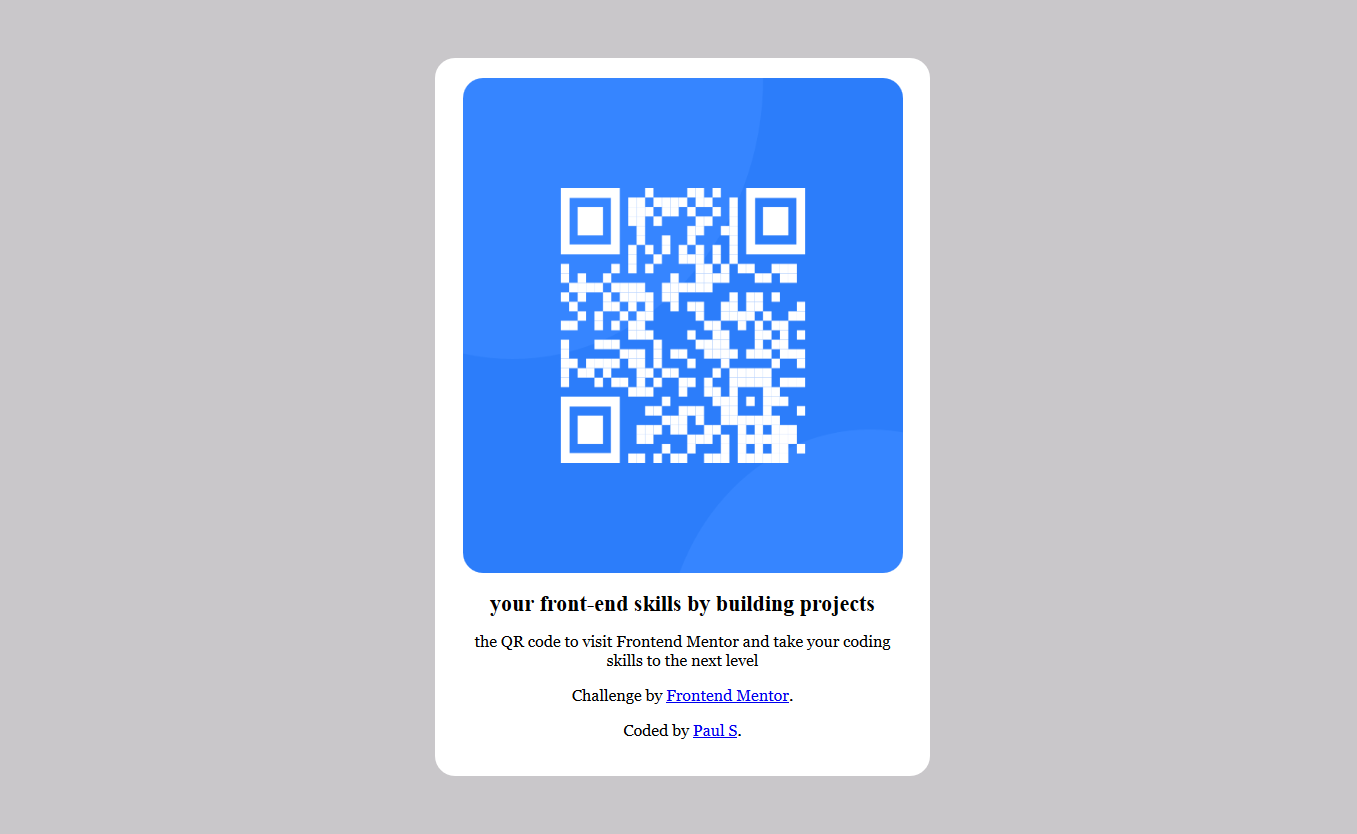 your front-end skills by building projects
the QR code to visit Frontend Mentor and take your coding
skills to the next level
Challenge by Frontend Mentor.
Coded by Paul S.